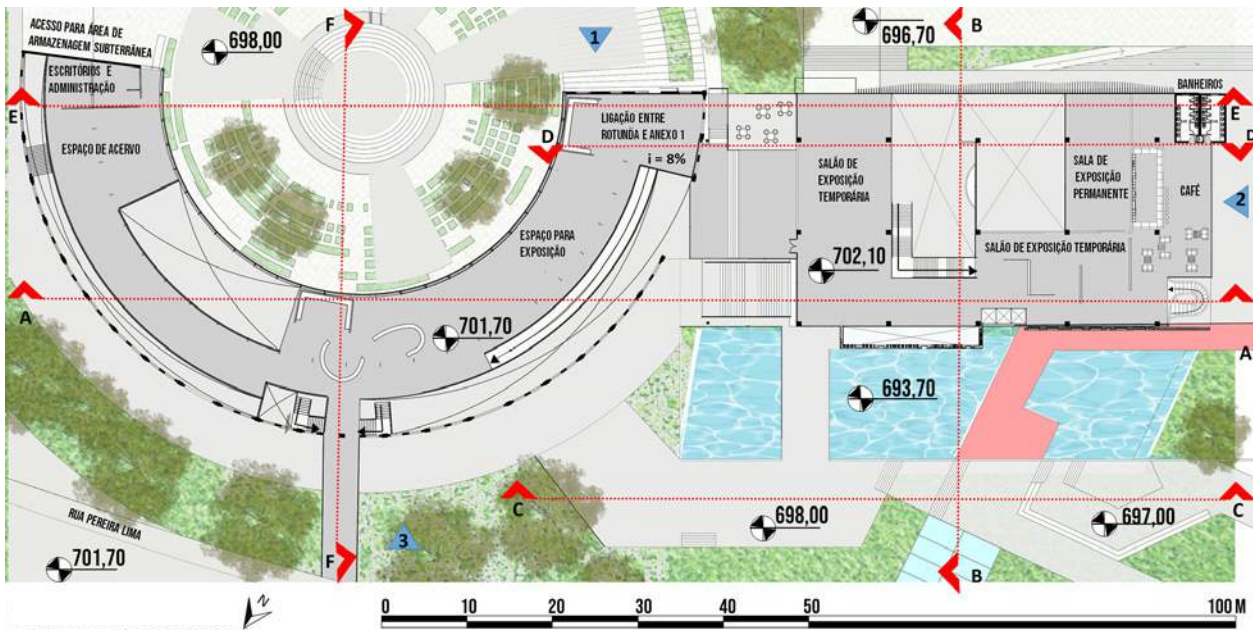 ACESSO PARA ÁREA DE
ARMAZENAGEM SUBTERRÂNEA
698,00
F
1
B
696,70
ESCRITÓRIOS E
ADMINISTRAÇÃO
BANHEIROS
E
E
LIGAÇÃO ENTRE
ROTUNDA E ANEXO 1
D
D
i = 8%
ESPAÇO DE ACERVO
SALÃO DE
EXPOSIÇÃO
TEMPORÁRIA
SALA DE
EXPOSIÇÃO
PERMANENTE
CAFÉ
2
ESPAÇO PARA
EXPOSIÇÃO
SALÃO DE EXPOSIÇÃO TEMPORÁRIA
702,10
A
701,70
A
693,70
C
C
RUA PEREIRA LIMA
698,00
697,00
3
701,70
F
B
N
0 10 20 30 40 50 100 M